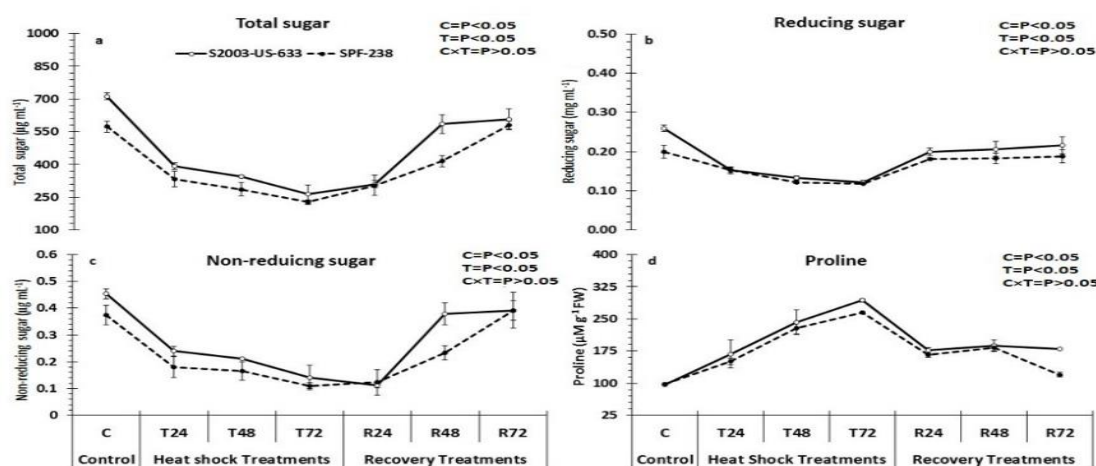 Total sugar
C=P<0.05
T=P<0.05
C×T=P>0.05
a
S2003-US-633
SPF-238
Total sugar (µg mL⁻¹)
1000
850
700
550
400
250
100
Reducing sugar
C=P<0.05
T=P<0.05
C×T=P>0.05
b
Reducing sugar (mg mL⁻¹)
0.50
0.40
0.30
0.20
0.10
0.00
Non-reduicng sugar
C=P<0.05
T=P<0.05
C×T=P>0.05
c
Non-reducing sugar (µg mL⁻¹)
0.6
0.5
0.4
0.3
0.2
0.1
0
C T24 T48 T72 R24 R48 R72
Control Heat shock Treatments Recovery Treatments
Proline
C=P<0.05
T=P<0.05
C×T=P>0.05
d
Proline (µM g⁻¹ FW)
400
325
250
175
100
25
C T24 T48 T72 R24 R48 R72
Control Heat Shock Treatments Recovery Treatments